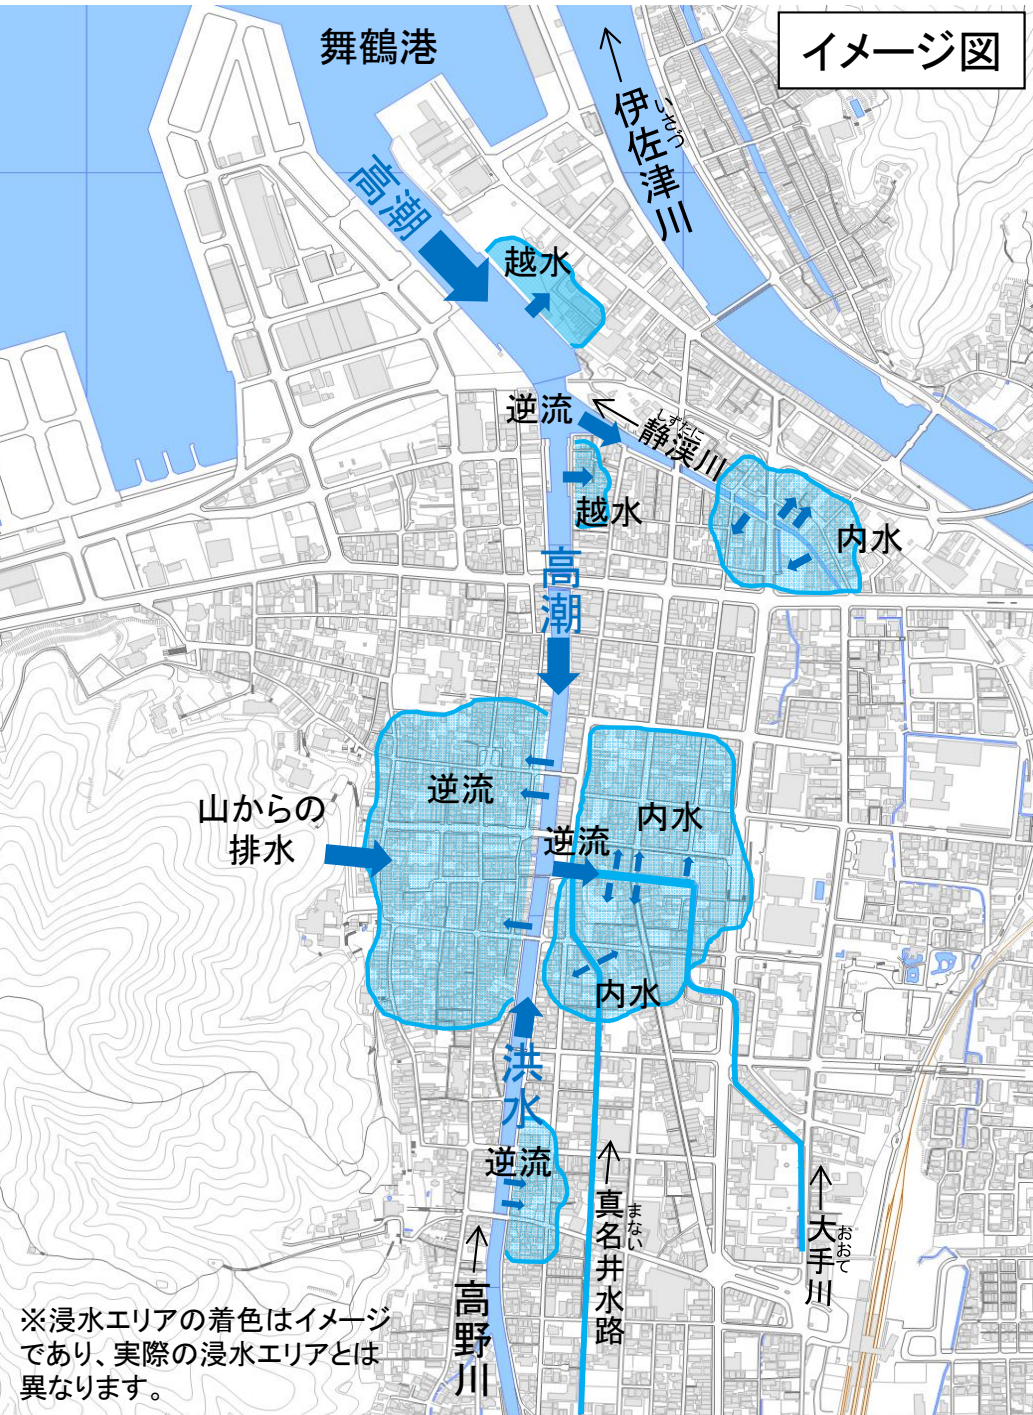 イメージ図
舞鶴港
伊佐津川
いさづ
高潮
越水
逆流
静渓川
しずたに
越水
内水
高潮
逆流
内水
山からの
排水
逆流
内水
洪水
逆流
真名井水路
まない
大手川
おおて
高野川
※浸水エリアの着色はイメージ
であり、実際の浸水エリアとは
異なります。